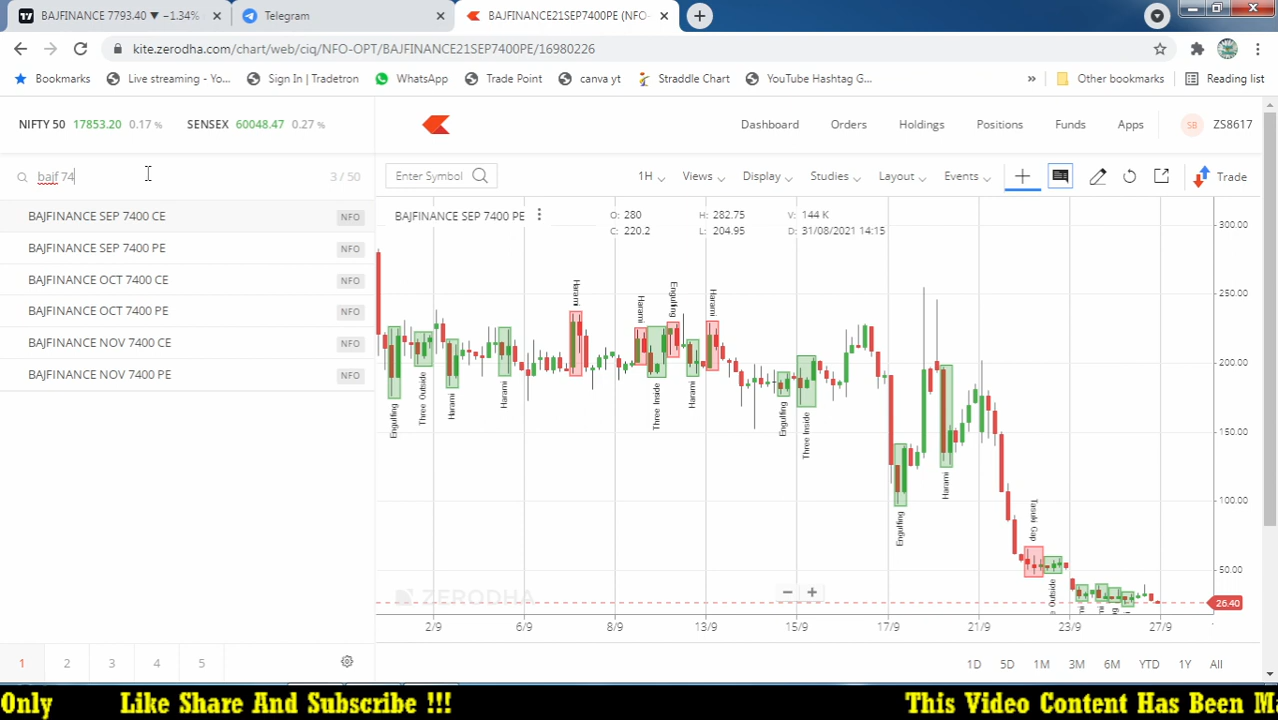 BAJFINANCE 7793.40 ▼ −1.34%
Telegram
BAJFINANCE21SEP7400PE (NFO-
kite.zerodha.com/chart/web/ciq/NFO-OPT/BAJFINANCE21SEP7400PE/16980226
Bookmarks
Live streaming - Yo...
Sign In | Tradetron
WhatsApp
Trade Point
canva yt
Straddle Chart
YouTube Hashtag G...
»
Other bookmarks
Reading list
NIFTY 50 17853.20 0.17 %
SENSEX 60048.47 0.27 %
Dashboard
Orders
Holdings
Positions
Funds
Apps
SB
ZS8617
bajf 74
3 / 50
BAJFINANCE SEP 7400 CE NFO
BAJFINANCE SEP 7400 PE NFO
BAJFINANCE OCT 7400 CE NFO
BAJFINANCE OCT 7400 PE NFO
BAJFINANCE NOV 7400 CE NFO
BAJFINANCE NOV 7400 PE NFO
1 2 3 4 5
Enter Symbol
1H
Views
Display
Studies
Layout
Events
Trade
BAJFINANCE SEP 7400 PE
O: 280 H: 282.75 V: 144 K
C: 220.2 L: 204.95 D: 31/08/2021 14:15
300.00
250.00
200.00
150.00
100.00
50.00
26.40
Engulfing
Three Outside
Harami
Harami
Harami
Harami
Three Inside
Engulfing
Harami
Harami
Engulfing
Three Inside
Engulfing
Harami
Tasuki Gap
e Outside
ZERODHA
2/9 6/9 8/9 13/9 15/9 17/9 21/9 23/9 27/9
1D 5D 1M 3M 6M YTD 1Y All
Only Like Share And Subscribe !!! This Video Content Has Been Ma